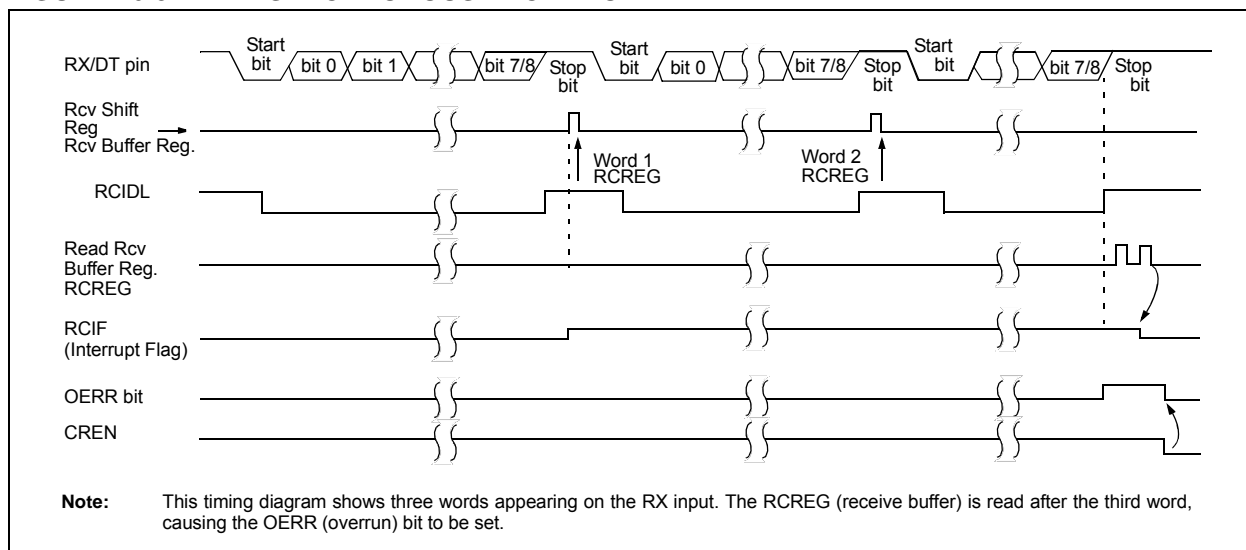 RX/DT pin
Start
bit
bit 0
bit 1
bit 7/8
Stop
bit
Start
bit
bit 0
bit 7/8
Stop
bit
Start
bit
bit 7/8
Stop
bit
Rcv Shift
Reg
Rcv Buffer Reg.
Word 1
RCREG
Word 2
RCREG
RCIDL
Read Rcv
Buffer Reg.
RCREG
RCIF
(Interrupt Flag)
OERR bit
CREN
Note: This timing diagram shows three words appearing on the RX input. The RCREG (receive buffer) is read after the third word,
causing the OERR (overrun) bit to be set.